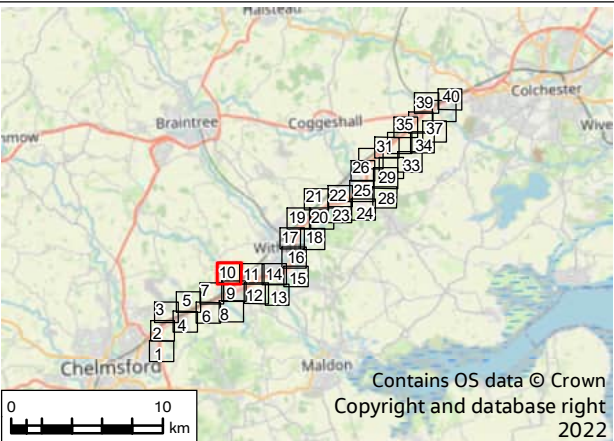 Halstead
Colchester
39 40
Braintree
Coggeshall
35 37
Wive
nmow
31 34
26 33
25 29
21 22 28
19 20 23 24
17 18
With
16
10 11 14 15
7 9 12 13
5 6 8
3 4
2
1
Chelmsford
Maldon
0 10
km
Contains OS data © Crown
Copyright and database right
2022